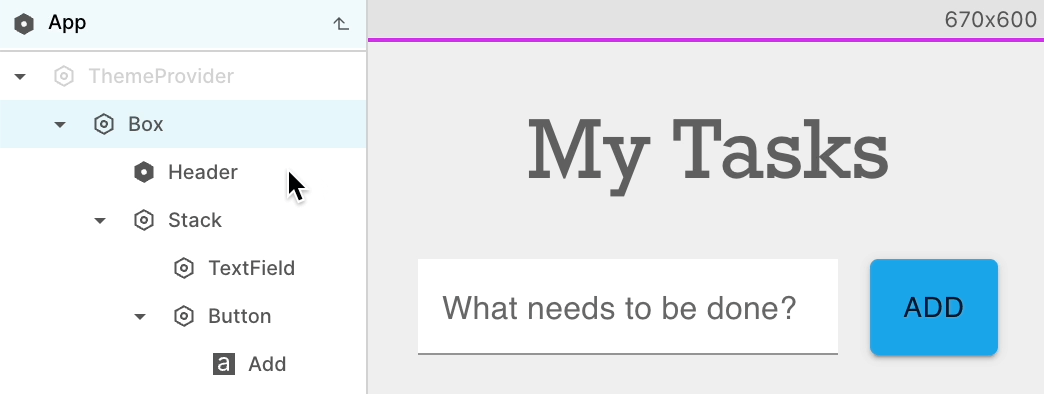 App
ThemeProvider
Box
Header
Stack
TextField
Button
a Add
670x600
My Tasks
What needs to be done?
ADD